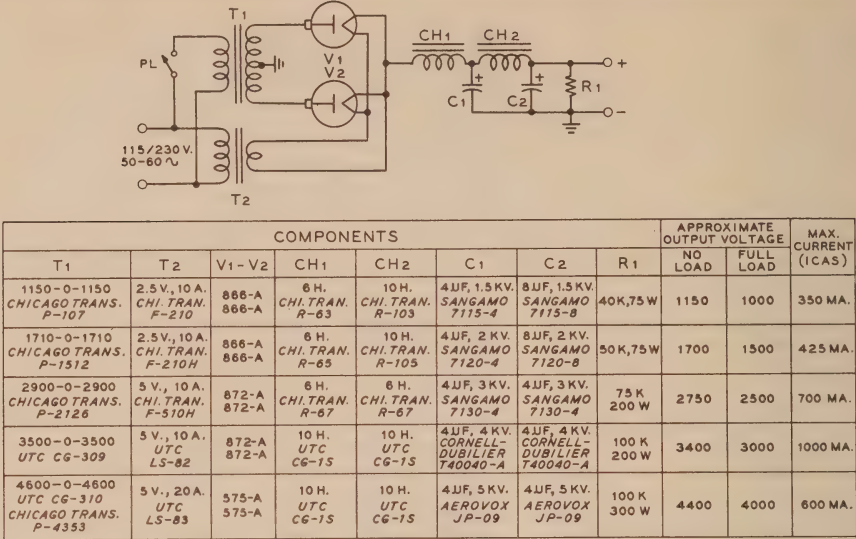 T1
CH1
CH2
PL
V1
V2
+
+
+
C1
C2
R1
-
115/230 V.
50-60 ~
T2
COMPONENTS
APPROXIMATE OUTPUT VOLTAGE
MAX. CURRENT (ICAS)
T1
T2
V1-V2
CH1
CH2
C1
C2
R1
NO LOAD
FULL LOAD
1150-0-1150
CHICAGO TRANS.
P-107
2.5 V., 10 A.
CHI. TRAN.
F-210
866-A
866-A
6 H.
CHI. TRAN.
R-63
10 H.
CHI. TRAN.
R-103
4 µF, 1.5 KV.
SANGAMO
7115-4
8 µF, 1.5 KV.
SANGAMO
7115-8
40K, 75 W
1150
1000
350 MA.
1710-0-1710
CHICAGO TRANS.
P-1512
2.5 V., 10 A.
CHI. TRAN.
F-210H
866-A
866-A
6 H.
CHI. TRAN.
R-65
10 H.
CHI. TRAN.
R-105
4 µF, 2 KV.
SANGAMO
7120-4
8 µF, 2 KV.
SANGAMO
7120-8
50K, 75 W
1700
1500
425 MA.
2900-0-2900
CHICAGO TRANS.
P-2126
5 V., 10 A.
CHI. TRAN.
F-510H
872-A
872-A
6 H.
CHI. TRAN.
R-67
6 H.
CHI. TRAN.
R-67
4 µF, 3 KV.
SANGAMO
7130-4
4 µF, 3 KV.
SANGAMO
7130-4
75 K
200 W
2750
2500
700 MA.
3500-0-3500
UTC CG-309
5 V., 10 A.
UTC
LS-82
872-A
872-A
10 H.
UTC
CG-15
10 H.
UTC
CG-15
4 µF, 4 KV.
CORNELL-
DUBILIER
T40040-A
4 µF, 4 KV.
CORNELL-
DUBILIER
T40040-A
100 K
200 W
3400
3000
1000 MA.
4600-0-4600
UTC CG-310
CHICAGO TRANS.
P-4353
5 V., 20 A.
UTC
LS-83
575-A
575-A
10 H.
UTC
CG-15
10 H.
UTC
CG-15
4 µF, 5 KV.
AEROVOX
JP-09
4 µF, 5 KV.
AEROVOX
JP-09
100 K
300 W
4400
4000
600 MA.